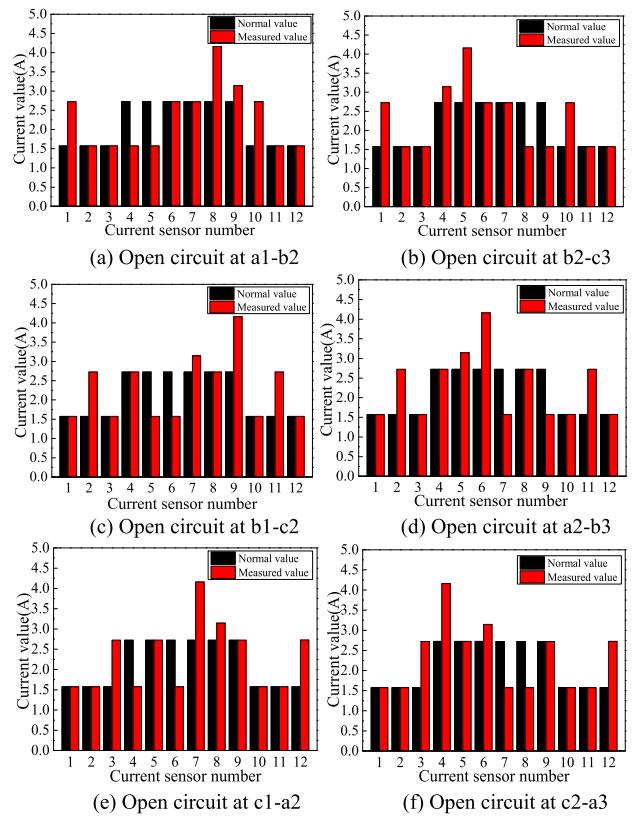 Current value(A)
5.0
4.5
4.0
3.5
3.0
2.5
2.0
1.5
1.0
0.5
0.0
Normal value
Measured value
1 2 3 4 5 6 7 8 9 10 11 12
Current sensor number
(a) Open circuit at a1-b2
Current value(A)
5.0
4.5
4.0
3.5
3.0
2.5
2.0
1.5
1.0
0.5
0.0
Normal value
Measured value
1 2 3 4 5 6 7 8 9 10 11 12
Current sensor number
(b) Open circuit at b2-c3
Current value(A)
5.0
4.5
4.0
3.5
3.0
2.5
2.0
1.5
1.0
0.5
0.0
Normal value
Measured value
1 2 3 4 5 6 7 8 9 10 11 12
Current sensor number
(c) Open circuit at b1-c2
Current value(A)
5.0
4.5
4.0
3.5
3.0
2.5
2.0
1.5
1.0
0.5
0.0
Normal value
Measured value
1 2 3 4 5 6 7 8 9 10 11 12
Current sensor number
(d) Open circuit at a2-b3
Current value(A)
5.0
4.5
4.0
3.5
3.0
2.5
2.0
1.5
1.0
0.5
0.0
Normal value
Measured value
1 2 3 4 5 6 7 8 9 10 11 12
Current sensor number
(e) Open circuit at c1-a2
Current value(A)
5.0
4.5
4.0
3.5
3.0
2.5
2.0
1.5
1.0
0.5
0.0
Normal value
Measured value
1 2 3 4 5 6 7 8 9 10 11 12
Current sensor number
(f) Open circuit at c2-a3